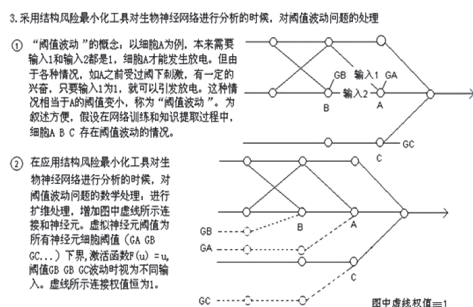 3.采用结构风险最小化工具对生物神经网络进行分析的时候，对阈值波动问题的处理
① “阈值波动”的概念：以细胞A为例，本来需要
输入1和输入2都是1，细胞A才能产生放电。但由
于各种情况，如A之前受过阈下刺激，有一定的
兴奋，只要输入1为1，就可以引发放电。这种情
况相当于A的阈值变小，称为“阈值波动”。为
叙述方便，假设在网络训练和知识提取过程中，
细胞A B C 存在阈值波动的情况。
GB
输入1
GA
输入2
B
A
C
GC
② 在应用结构风险最小化工具对生
物神经网络进行分析的时候，对
阈值波动问题的数学处理：进行
扩维处理，增加图中虚线所示连
接和神经元。虚拟神经元阈值为
所有神经元细胞阈值（GA GB
GC...）下界,激活函数F(u)=u,
阈值GB GB GC波动时视为不同输
入。虚线所示连接权值恒为1。
GB
B
A
GA
C
GC
图中虚线权值≡1